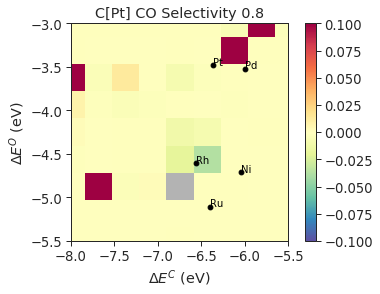 C[Pt] CO Selectivity 0.8
−3.0
−3.5
−4.0
−4.5
−5.0
−5.5
ΔE^O (eV)
Pt
Pd
Rh
Ni
Ru
−8.0 −7.5 −7.0 −6.5 −6.0 −5.5
ΔE^C (eV)
0.100
0.075
0.050
0.025
0.000
−0.025
−0.050
−0.075
−0.100